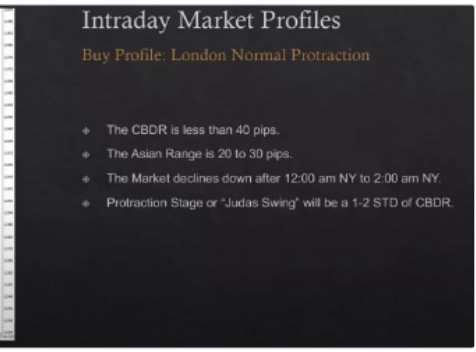 Intraday Market Profiles
Buy Profile: London Normal Protraction
The CBDR is less than 40 pips.
The Asian Range is 20 to 30 pips.
The Market declines down after 12:00 am NY to 2:00 am NY.
Protraction Stage or "Judas Swing" will be a 1-2 STD of CBDR.